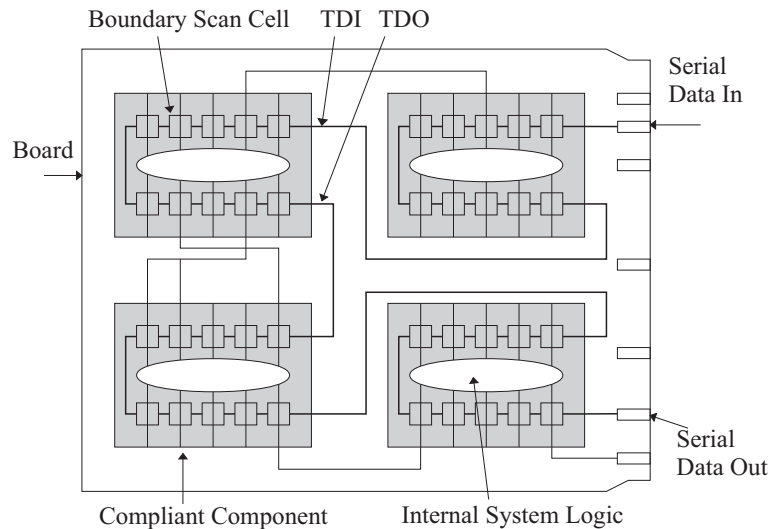 Boundary Scan Cell
TDI
TDO
Serial
Data In
Board
Serial
Data Out
Compliant Component
Internal System Logic